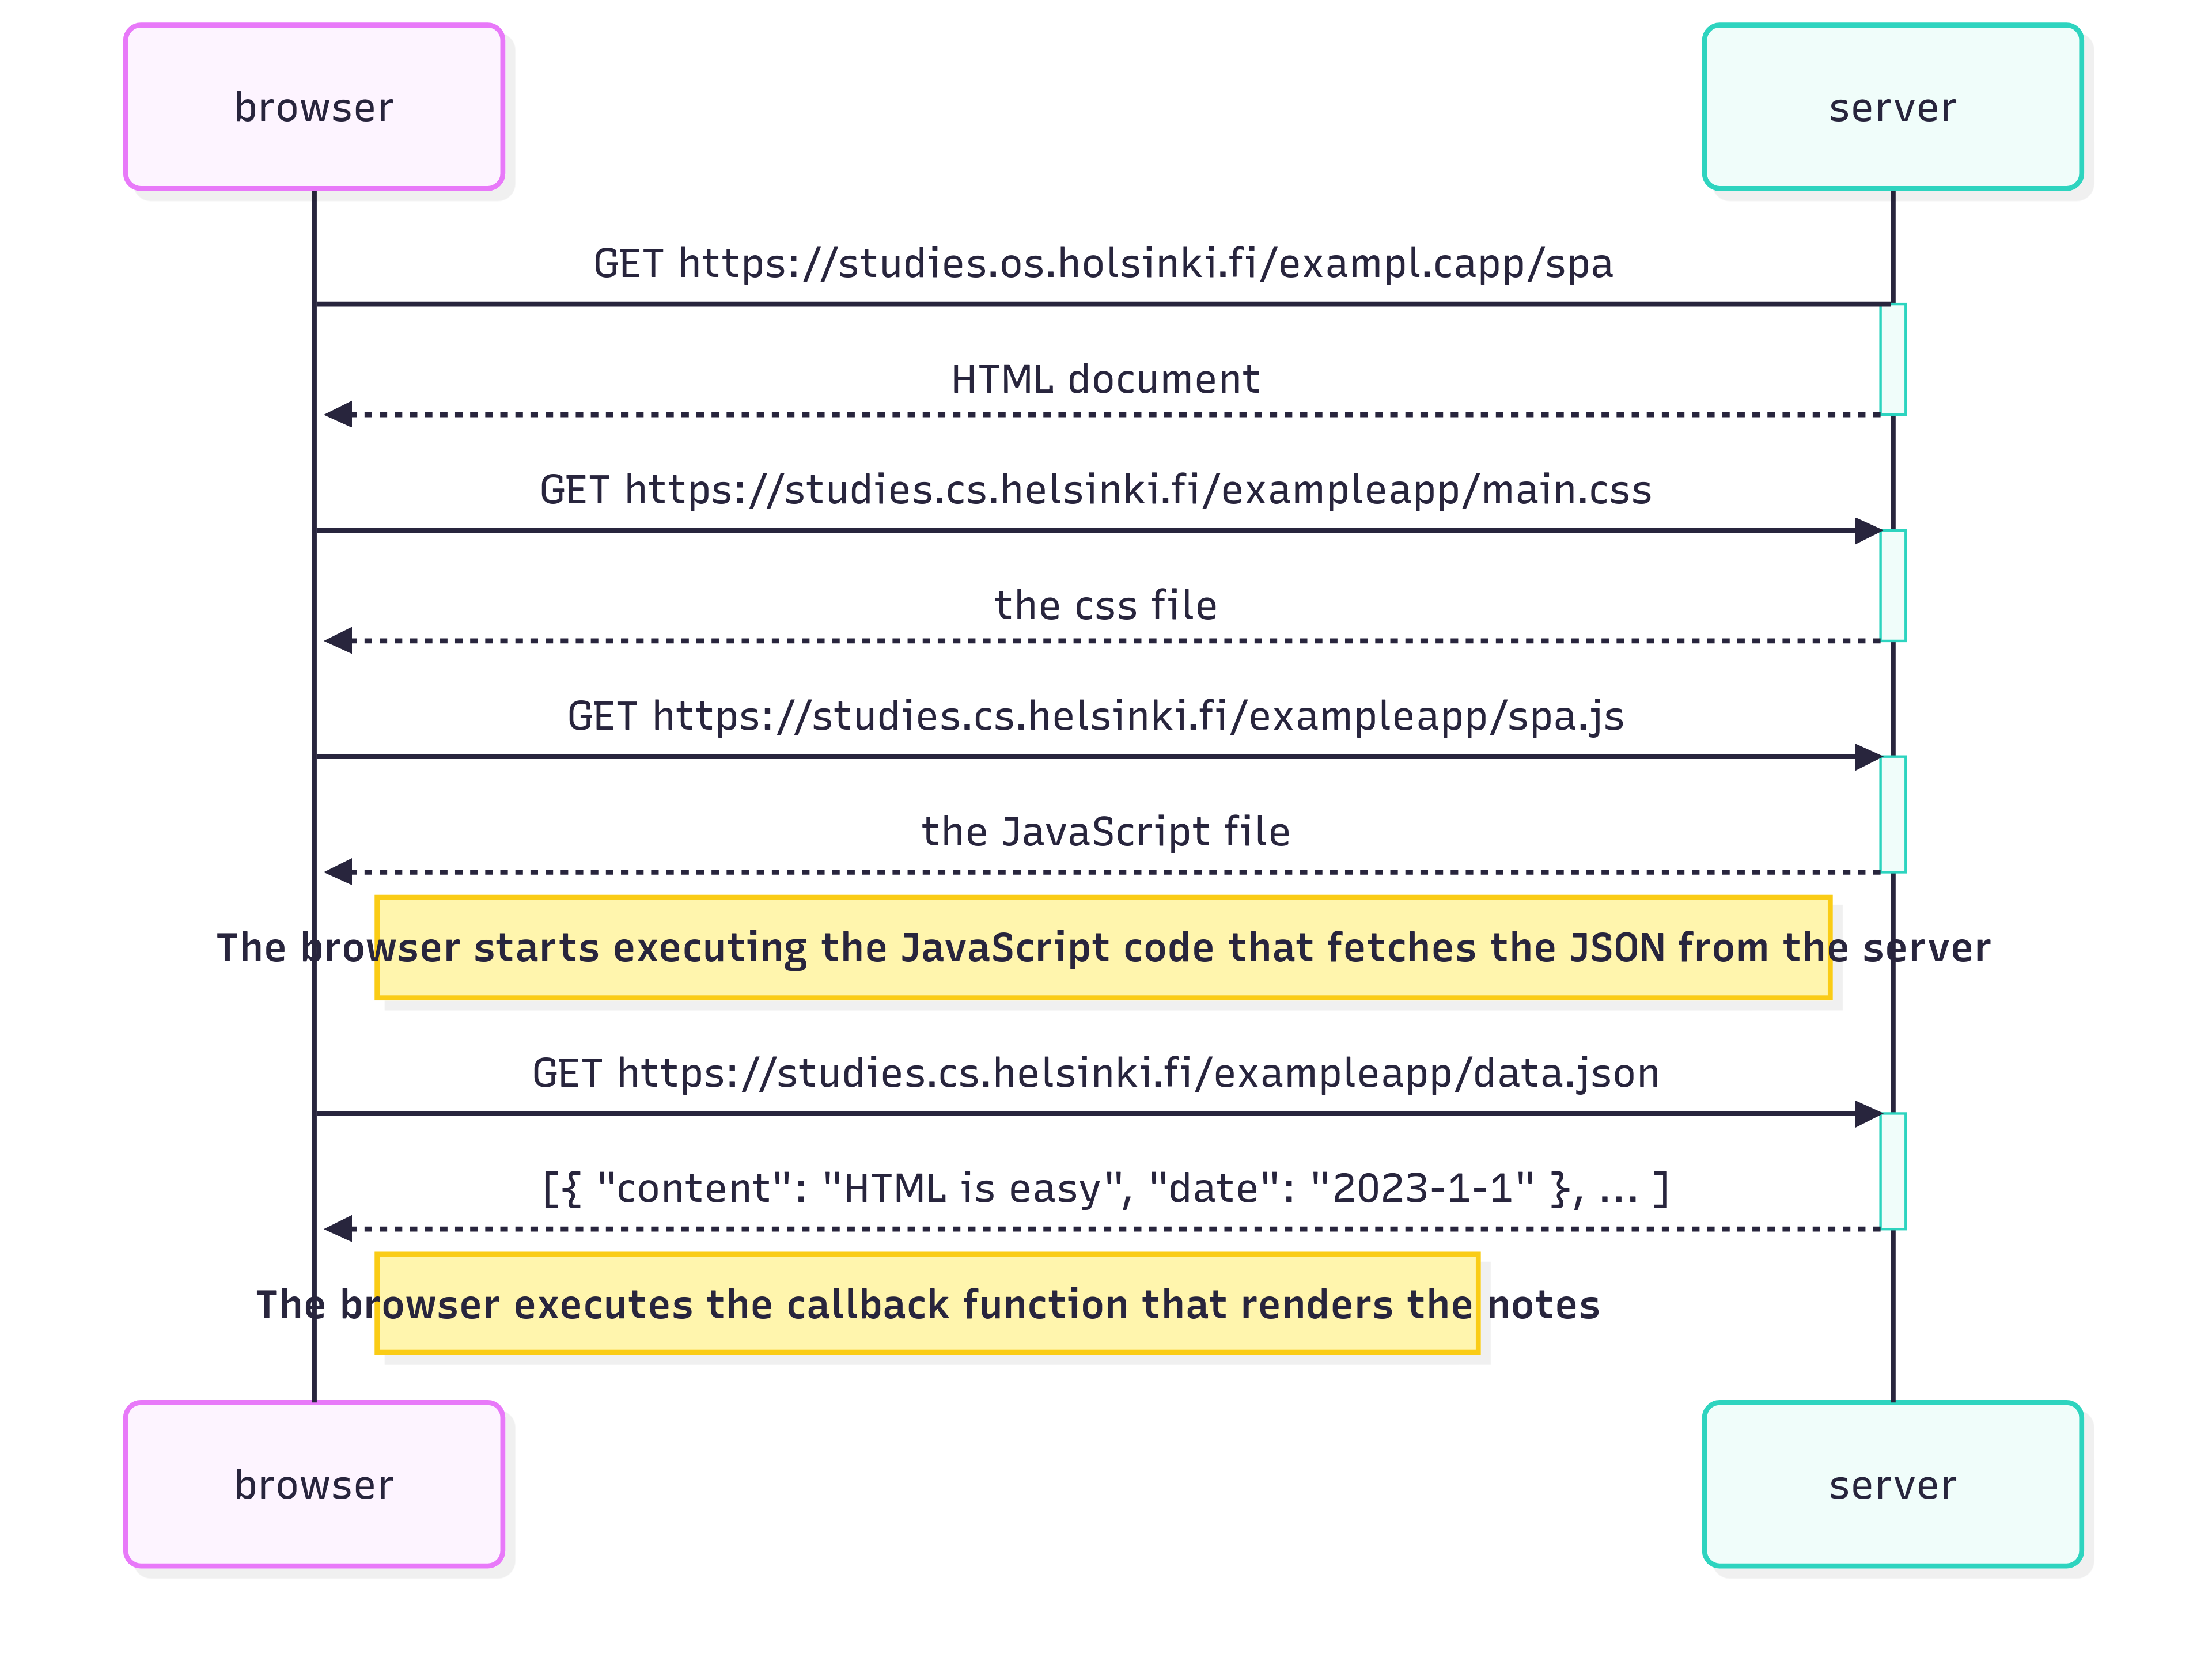 browser
server
GET https://studies.os.holsinki.fi/exampl.capp/spa
HTML document
GET https://studies.cs.helsinki.fi/exampleapp/main.css
the css file
GET https://studies.cs.helsinki.fi/exampleapp/spa.js
the JavaScript file
The browser starts executing the JavaScript code that fetches the JSON from the server
GET https://studies.cs.helsinki.fi/exampleapp/data.json
[{ "content": "HTML is easy", "date": "2023-1-1" }, ... ]
The browser executes the callback function that renders the notes
browser
server